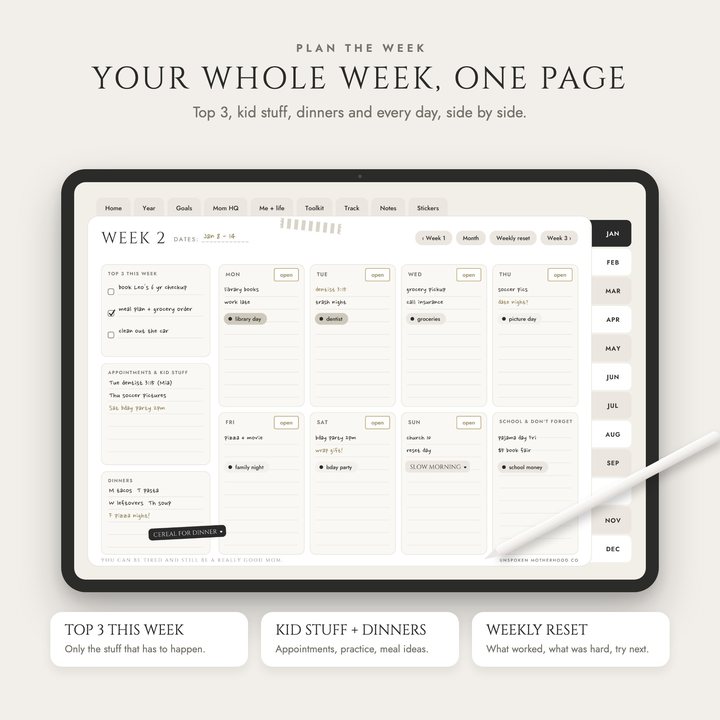 PLAN THE WEEK
YOUR WHOLE WEEK, ONE PAGE
Top 3, kid stuff, dinners and every day, side by side.
Home Year Goals Mom HQ Me + life Toolkit Track Notes Stickers
WEEK 2 DATES: Jan 8 - 14
‹ Week 1 Month Weekly reset Week 3 ›
TOP 3 THIS WEEK
book Leo's 6 yr checkup
meal plan + grocery order
clean out the car
APPOINTMENTS & KID STUFF
Tue dentist 3:15 (Mia)
Thu soccer pictures
Sat bday party 2pm
DINNERS
M tacos T pasta
W leftovers Th soup
F pizza night!
CEREAL FOR DINNER
MON open
library books
work late
library day
TUE open
dentist 3:15
trash night
dentist
WED open
grocery pickup
call insurance
groceries
THU open
soccer pics
date night?
picture day
FRI open
pizza + movie
family night
SAT open
bday party 2pm
wrap gift!
bday party
SUN open
church 10
reset day
SLOW MORNING
SCHOOL & DON'T FORGET
pajama day Fri
book fair
school money
YOU CAN BE TIRED AND STILL BE A REALLY GOOD MOM.
UNSPOKEN MOTHERHOOD CO
JAN
FEB
MAR
APR
MAY
JUN
JUL
AUG
SEP
NOV
DEC
TOP 3 THIS WEEK
Only the stuff that has to happen.
KID STUFF + DINNERS
Appointments, practice, meal ideas.
WEEKLY RESET
What worked, what was hard, try next.